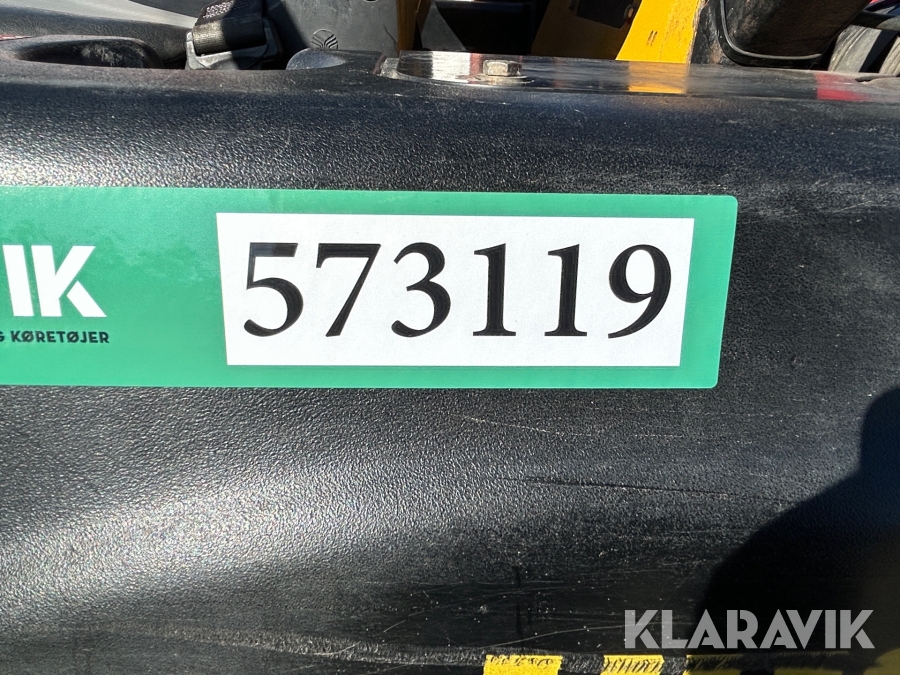 IK
573119
G KØRETØJER
KLARAVIK